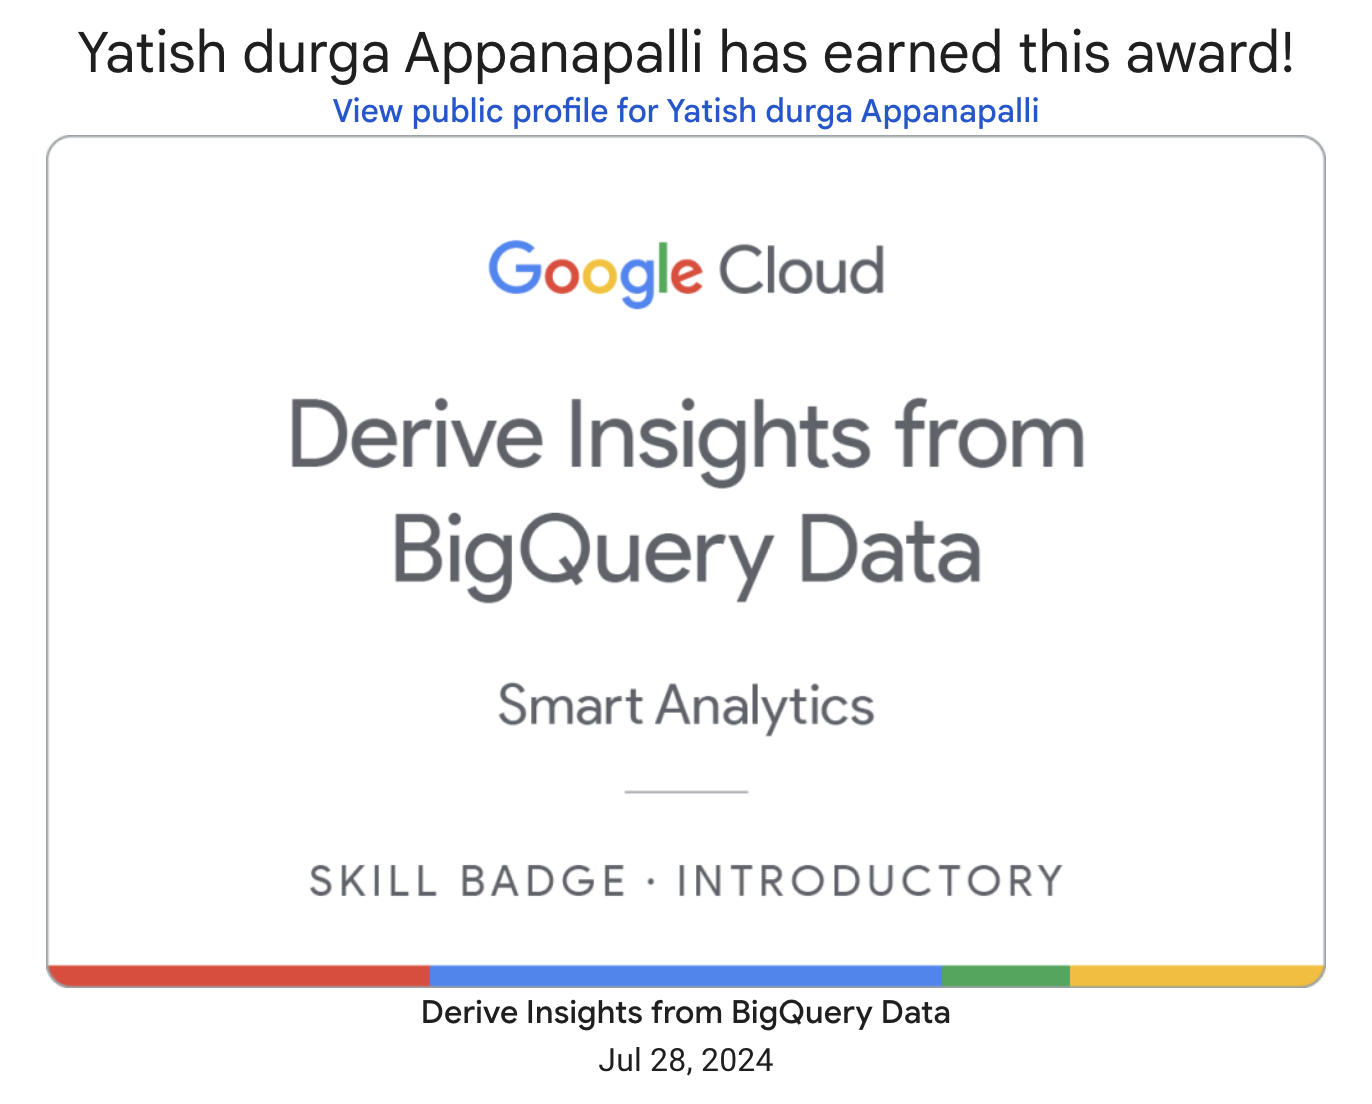 Yatish durga Appanapalli has earned this award!
View public profile for Yatish durga Appanapalli
Google Cloud
Derive Insights from
BigQuery Data
Smart Analytics
SKILL BADGE · INTRODUCTORY
Derive Insights from BigQuery Data
Jul 28, 2024